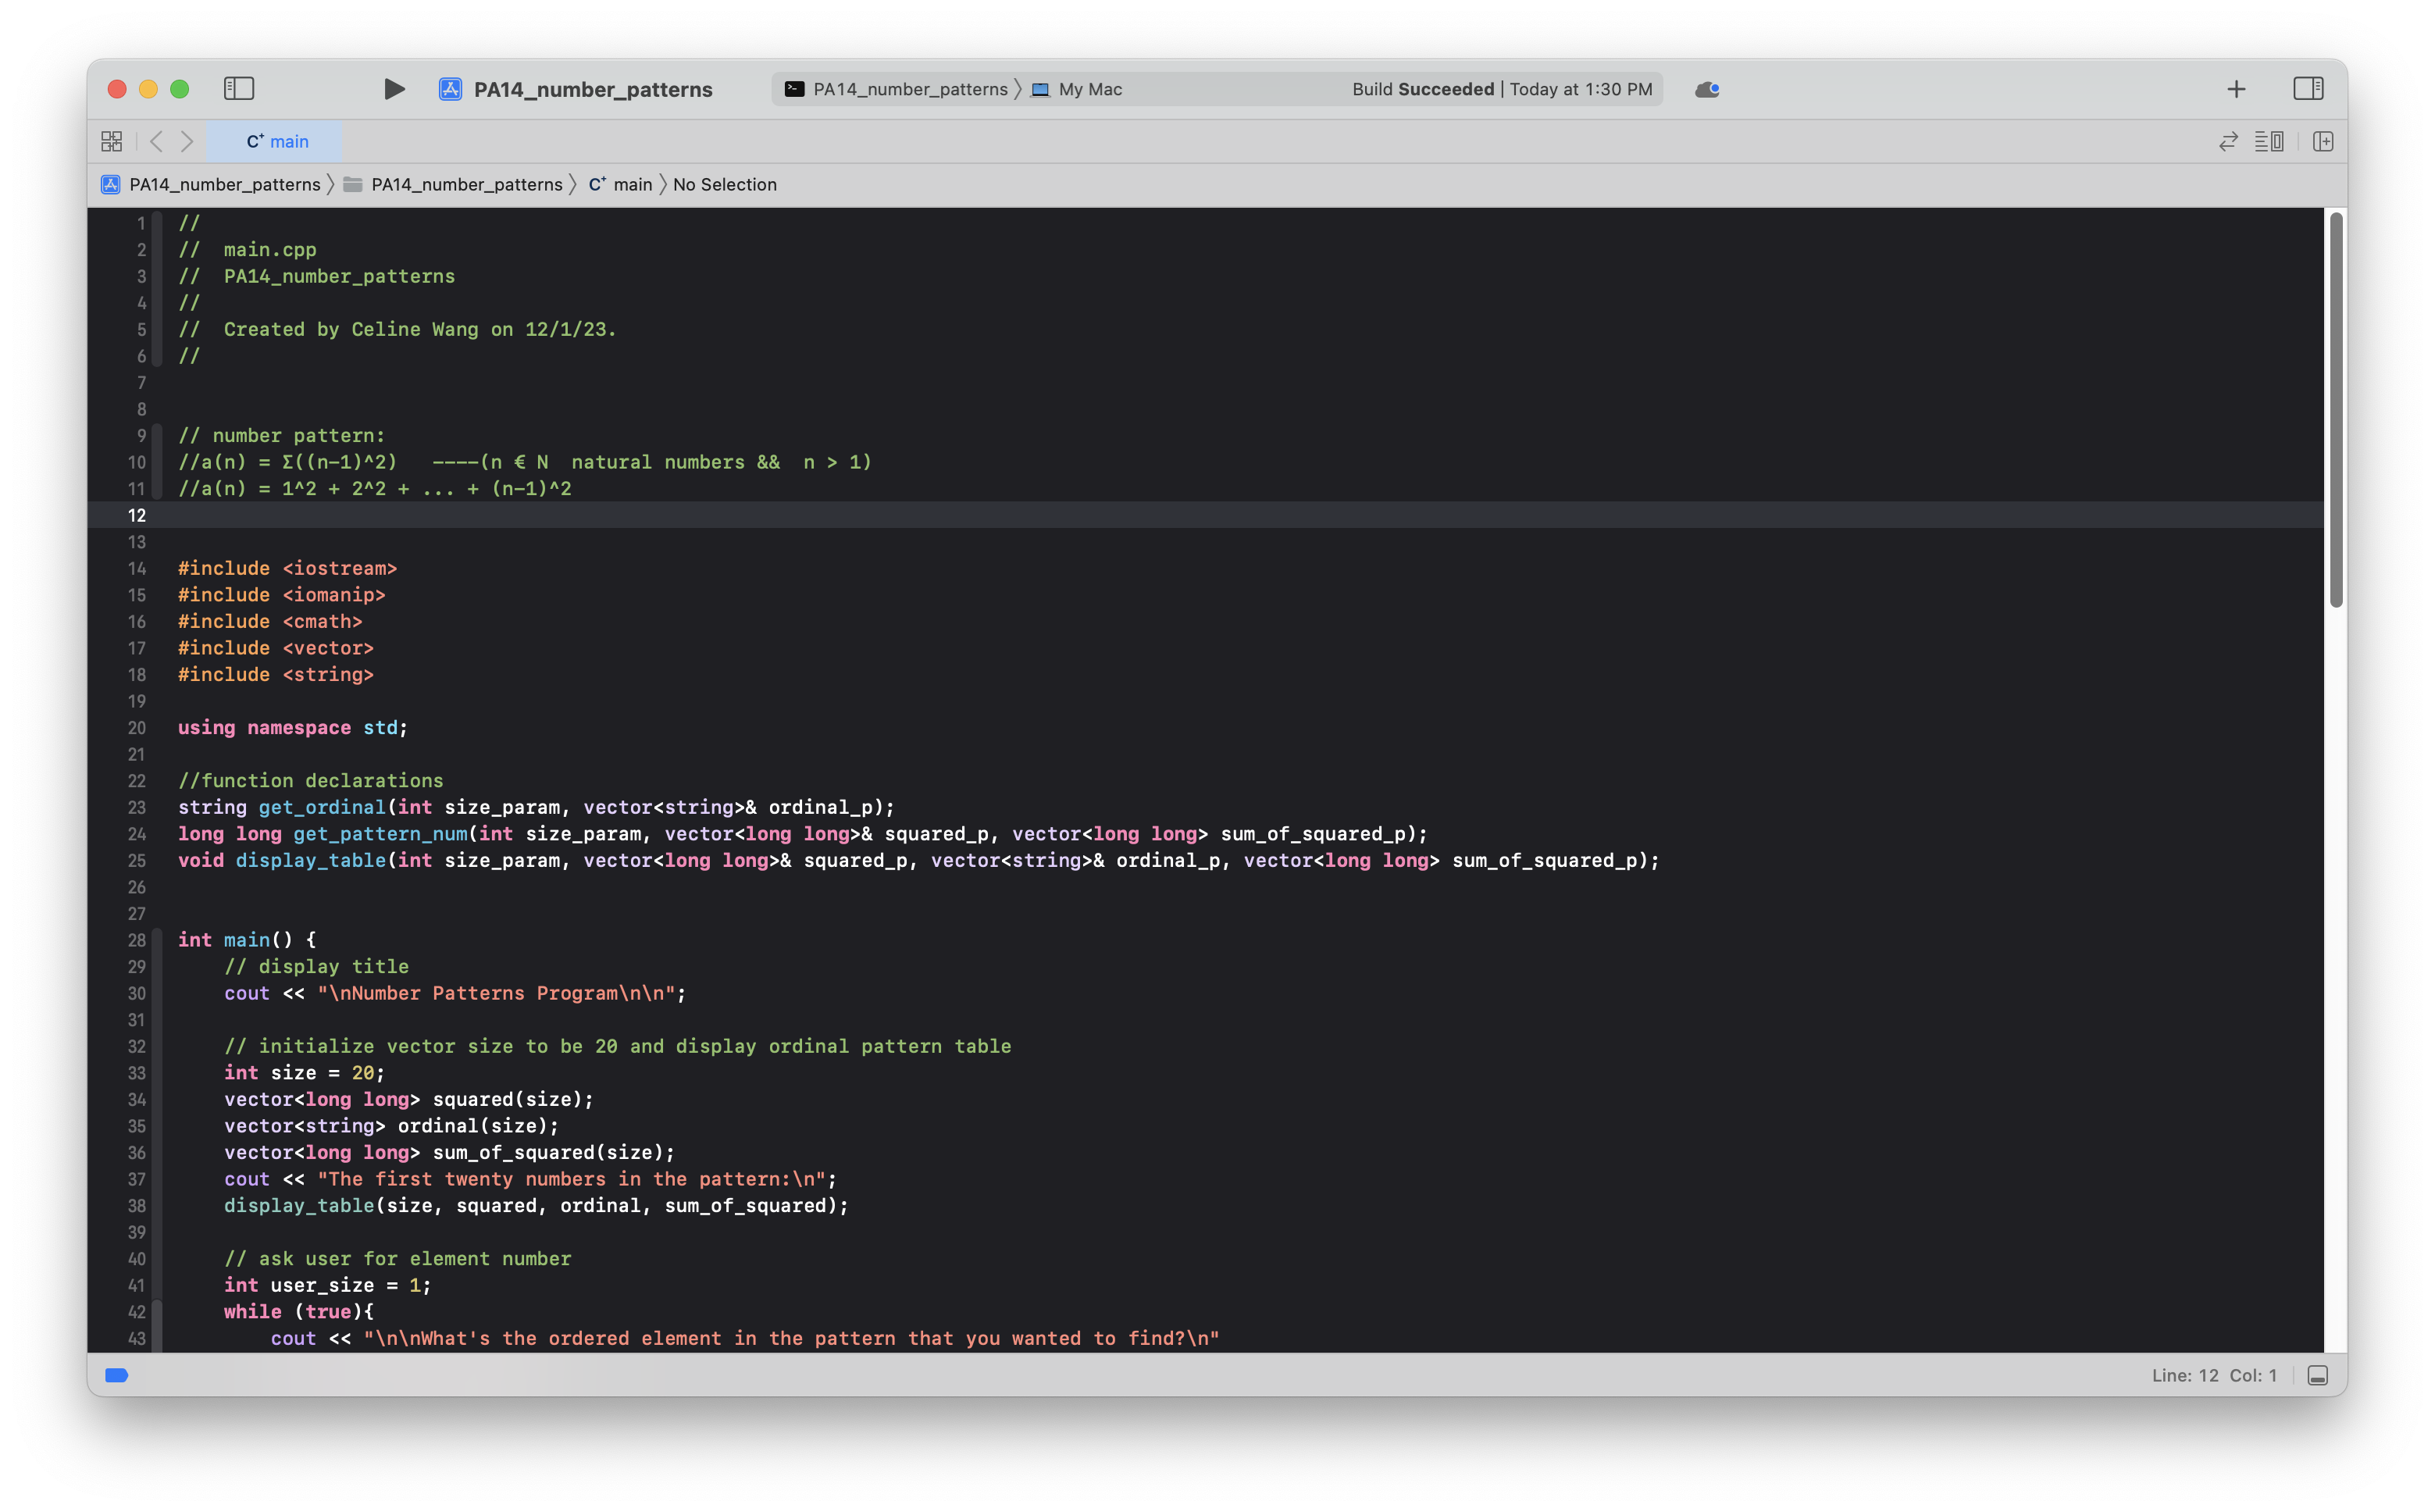 PA14_number_patterns
PA14_number_patterns 〉 My Mac
Build Succeeded | Today at 1:30 PM
C+ main
PA14_number_patterns 〉 PA14_number_patterns 〉 C+ main 〉 No Selection
1 //
2 //  main.cpp
3 //  PA14_number_patterns
4 //
5 //  Created by Celine Wang on 12/1/23.
6 //
7
8
9 // number pattern:
10 //a(n) = Σ((n-1)^2)   ----(n € N  natural numbers &&  n > 1)
11 //a(n) = 1^2 + 2^2 + ... + (n-1)^2
12
13
14 #include <iostream>
15 #include <iomanip>
16 #include <cmath>
17 #include <vector>
18 #include <string>
19
20 using namespace std;
21
22 //function declarations
23 string get_ordinal(int size_param, vector<string>& ordinal_p);
24 long long get_pattern_num(int size_param, vector<long long>& squared_p, vector<long long> sum_of_squared_p);
25 void display_table(int size_param, vector<long long>& squared_p, vector<string>& ordinal_p, vector<long long> sum_of_squared_p);
26
27
28 int main() {
29     // display title
30     cout << "\nNumber Patterns Program\n\n";
31
32     // initialize vector size to be 20 and display ordinal pattern table
33     int size = 20;
34     vector<long long> squared(size);
35     vector<string> ordinal(size);
36     vector<long long> sum_of_squared(size);
37     cout << "The first twenty numbers in the pattern:\n";
38     display_table(size, squared, ordinal, sum_of_squared);
39
40     // ask user for element number
41     int user_size = 1;
42     while (true){
43         cout << "\n\nWhat's the ordered element in the pattern that you wanted to find?\n"
Line: 12  Col: 1